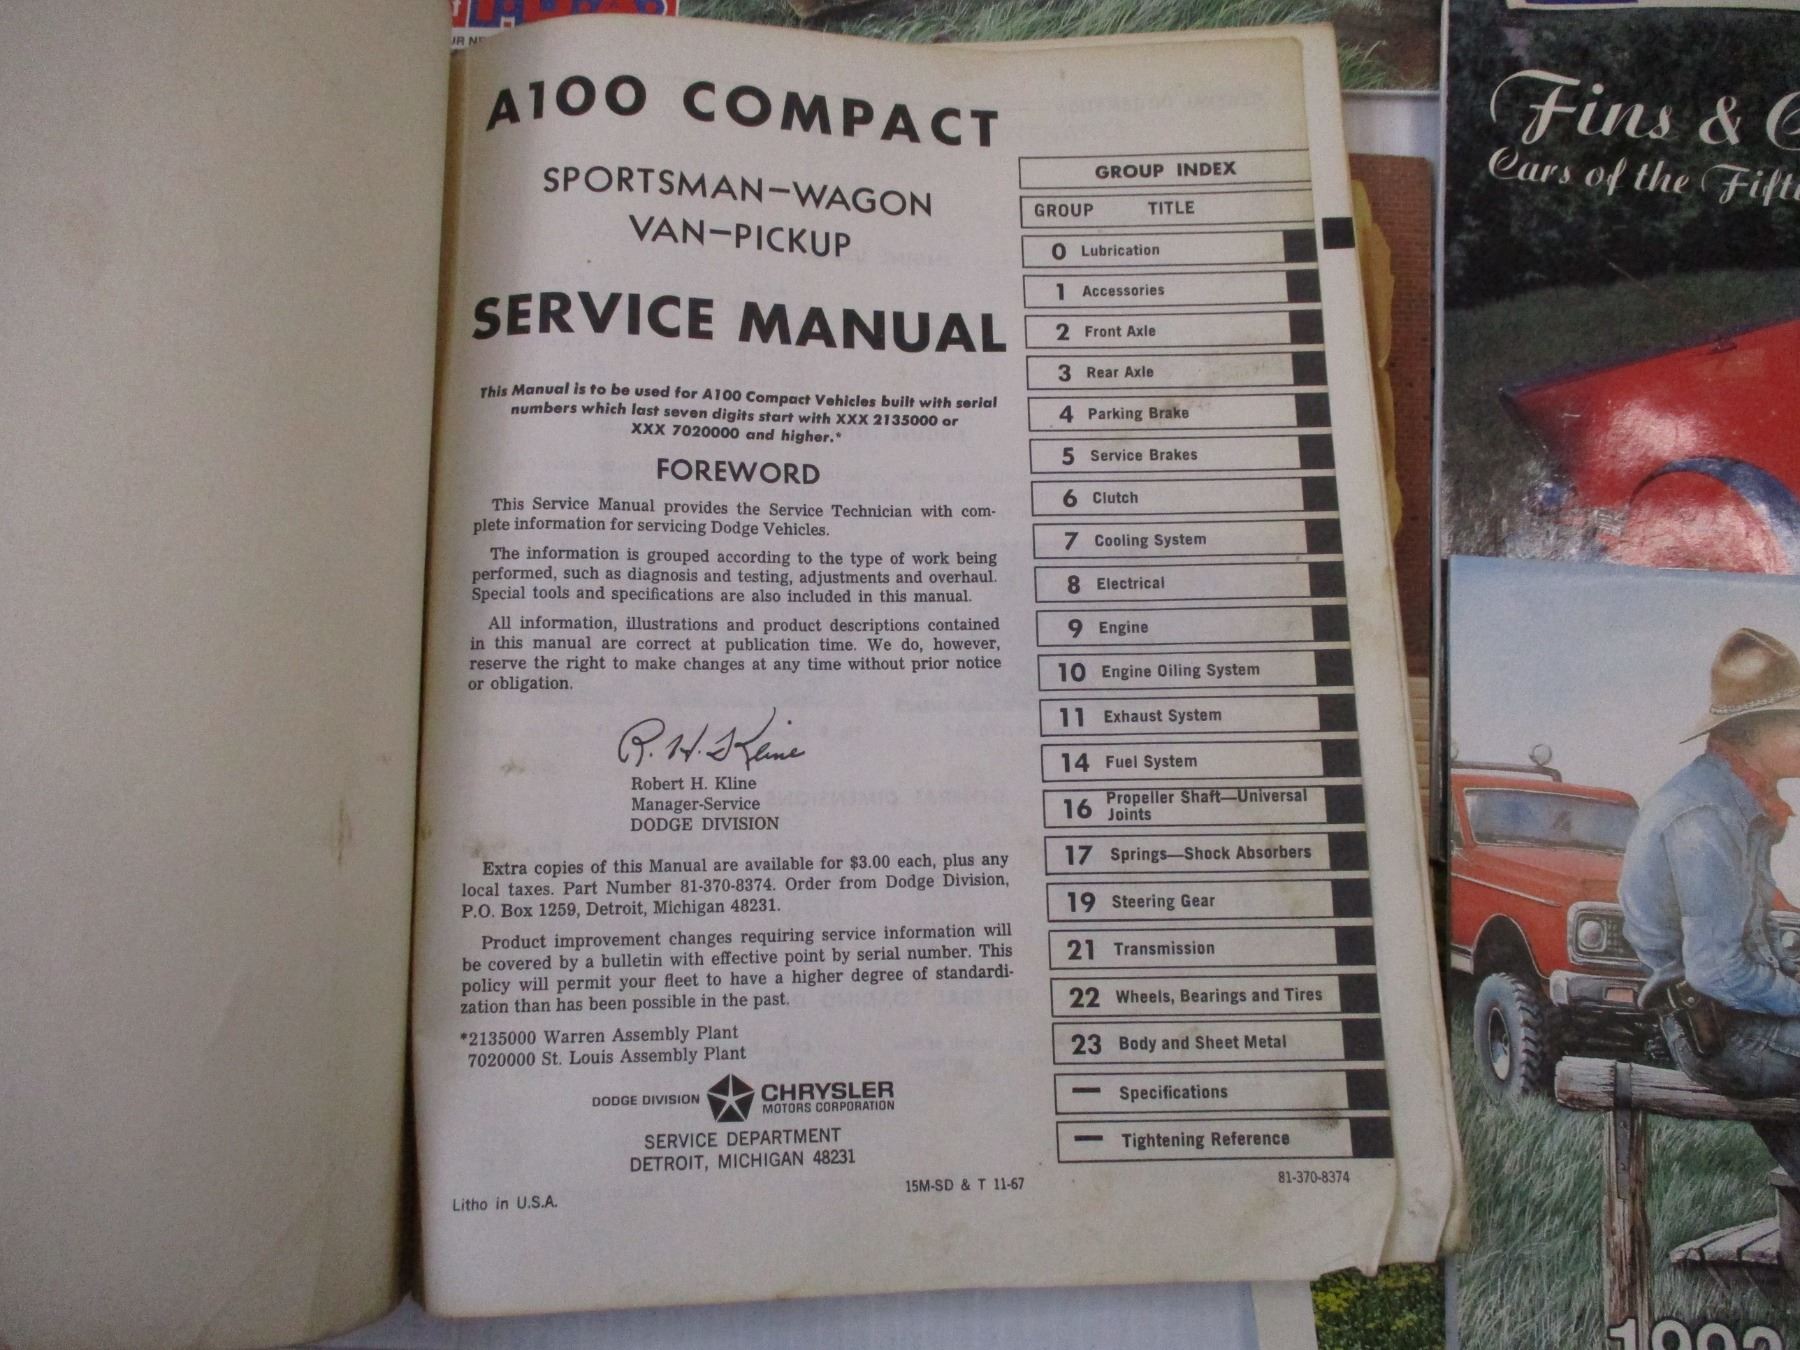 A100 COMPACT
SPORTSMAN—WAGON
VAN—PICKUP
SERVICE MANUAL
This Manual is to be used for A100 Compact Vehicles built with serial
numbers which last seven digits start with XXX 2135000 or
XXX 7020000 and higher.*
FOREWORD
This Service Manual provides the Service Technician with com-
plete information for servicing Dodge Vehicles.
The information is grouped according to the type of work being
performed, such as diagnosis and testing, adjustments and overhaul.
Special tools and specifications are also included in this manual.
All information, illustrations and product descriptions contained
in this manual are correct at publication time. We do, however,
reserve the right to make changes at any time without prior notice
or obligation.
R. H. Kline
Robert H. Kline
Manager-Service
DODGE DIVISION
Extra copies of this Manual are available for $3.00 each, plus any
local taxes. Part Number 81-370-8374. Order from Dodge Division,
P.O. Box 1259, Detroit, Michigan 48231.
Product improvement changes requiring service information will
be covered by a bulletin with effective point by serial number. This
policy will permit your fleet to have a higher degree of standardi-
zation than has been possible in the past.
*2135000 Warren Assembly Plant
7020000 St. Louis Assembly Plant
DODGE DIVISION CHRYSLER
MOTORS CORPORATION
SERVICE DEPARTMENT
DETROIT, MICHIGAN 48231
Litho in U.S.A.
15M-SD & T 11-67
GROUP INDEX
GROUP TITLE
0 Lubrication
1 Accessories
2 Front Axle
3 Rear Axle
4 Parking Brake
5 Service Brakes
6 Clutch
7 Cooling System
8 Electrical
9 Engine
10 Engine Oiling System
11 Exhaust System
14 Fuel System
16 Propeller Shaft—Universal
Joints
17 Springs—Shock Absorbers
19 Steering Gear
21 Transmission
22 Wheels, Bearings and Tires
23 Body and Sheet Metal
— Specifications
— Tightening Reference
81-370-8374
Fins &
Cars of the